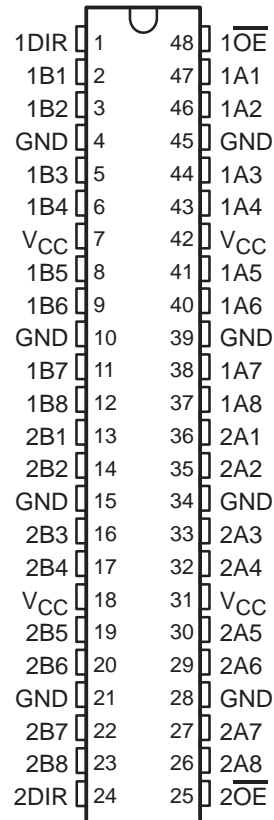 1DIR 1 48 1O̅E̅
1B1 2 47 1A1
1B2 3 46 1A2
GND 4 45 GND
1B3 5 44 1A3
1B4 6 43 1A4
VCC 7 42 VCC
1B5 8 41 1A5
1B6 9 40 1A6
GND 10 39 GND
1B7 11 38 1A7
1B8 12 37 1A8
2B1 13 36 2A1
2B2 14 35 2A2
GND 15 34 GND
2B3 16 33 2A3
2B4 17 32 2A4
VCC 18 31 VCC
2B5 19 30 2A5
2B6 20 29 2A6
GND 21 28 GND
2B7 22 27 2A7
2B8 23 26 2A8
2DIR 24 25 2O̅E̅